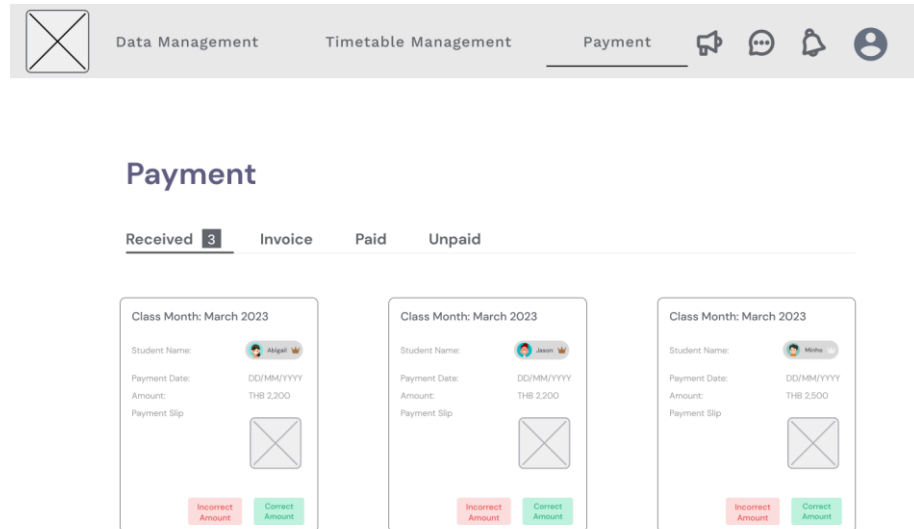 Data Management Timetable Management Payment
Payment
Received 3 Invoice Paid Unpaid
Class Month: March 2023
Student Name: Abigail
Payment Date: DD/MM/YYYY
Amount: THB 2,200
Payment Slip
Incorrect Amount
Correct Amount
Class Month: March 2023
Student Name: Jason
Payment Date: DD/MM/YYYY
Amount: THB 2,200
Payment Slip
Incorrect Amount
Correct Amount
Class Month: March 2023
Student Name: Minho
Payment Date: DD/MM/YYYY
Amount: THB 2,500
Payment Slip
Incorrect Amount
Correct Amount